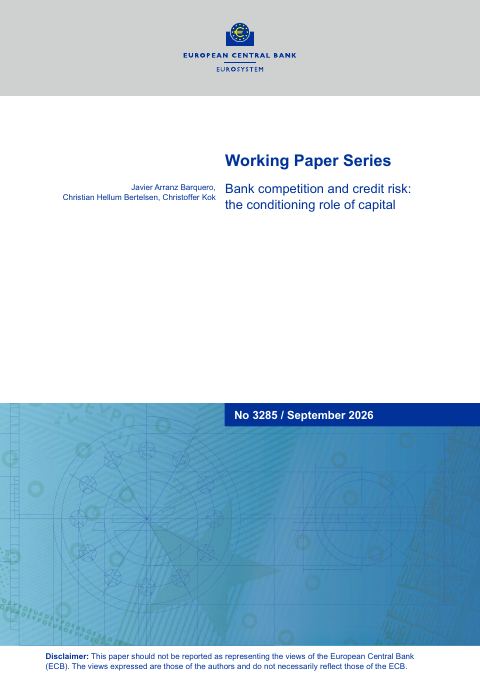 EUROPEAN CENTRAL BANK
EUROSYSTEM
Working Paper Series
Javier Arranz Barquero,
Christian Hellum Bertelsen, Christoffer Kok
Bank competition and credit risk:
the conditioning role of capital
No 3285 / September 2026
Disclaimer: This paper should not be reported as representing the views of the European Central Bank
(ECB). The views expressed are those of the authors and do not necessarily reflect those of the ECB.